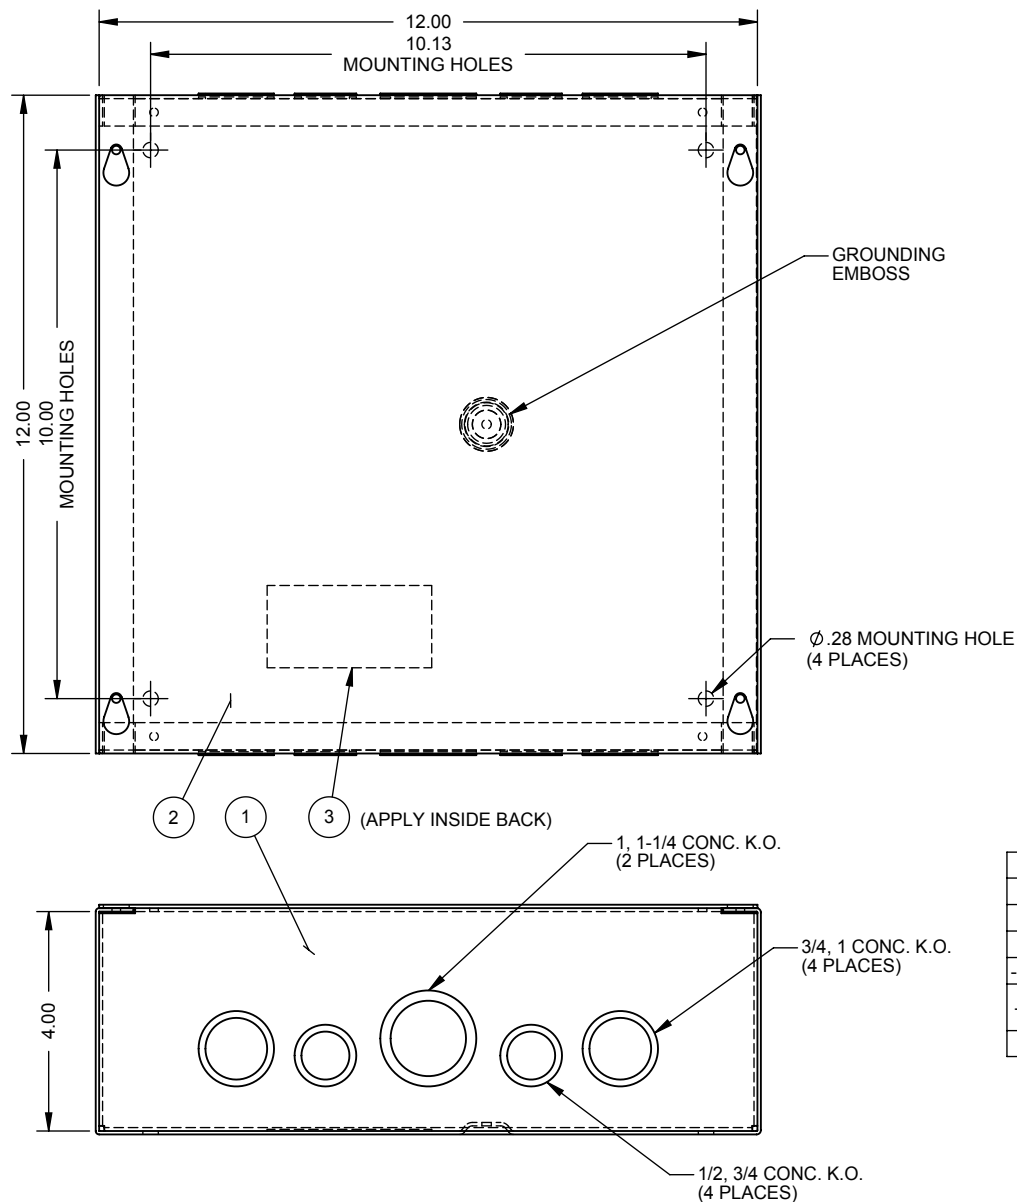 12.00
10.13
MOUNTING HOLES
12.00
10.00
MOUNTING HOLES
GROUNDING
EMBOSS
Ø.28 MOUNTING HOLE
(4 PLACES)
2
1
3 (APPLY INSIDE BACK)
1, 1-1/4 CONC. K.O.
(2 PLACES)
3/4, 1 CONC. K.O.
(4 PLACES)
4.00
1/2, 3/4 CONC. K.O.
(4 PLACES)